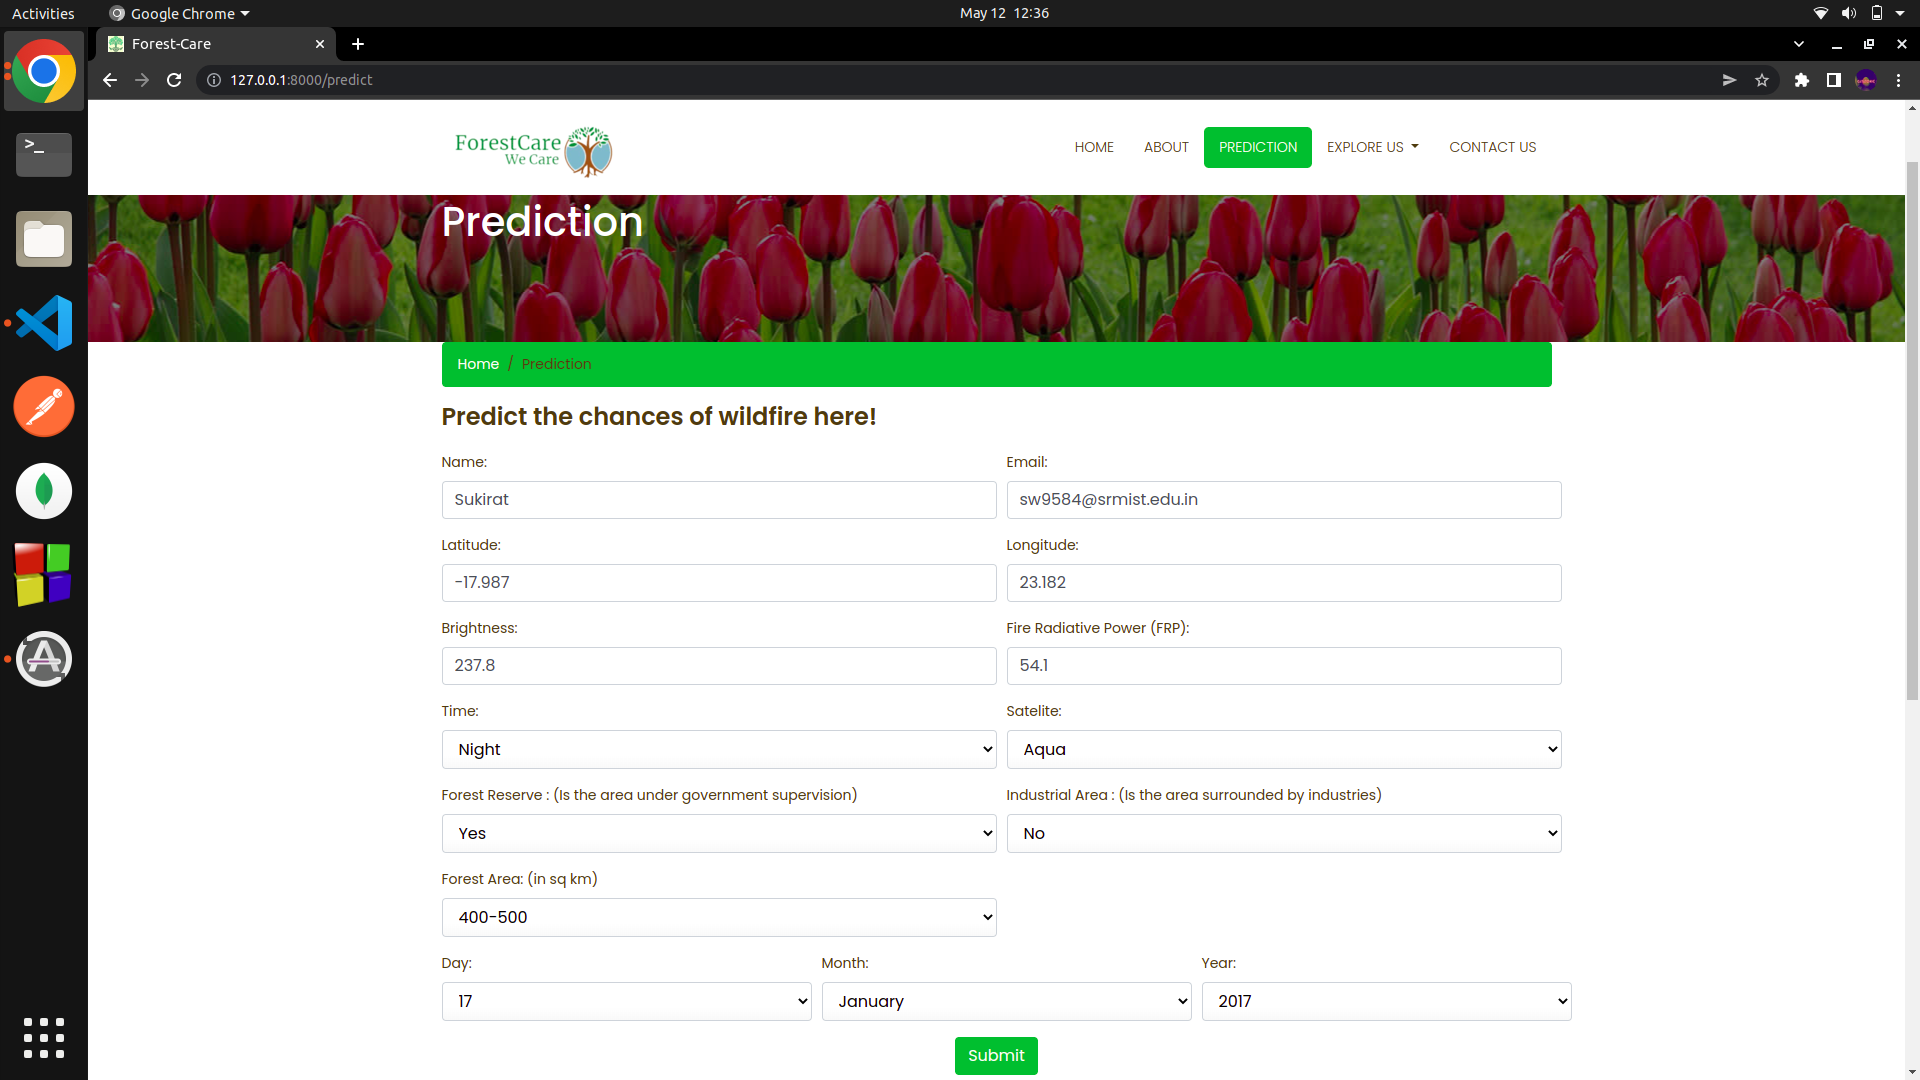 Activities
Google Chrome
May 12 12:36
Forest-Care
127.0.0.1:8000/predict
ForestCare
We Care
HOME
ABOUT
PREDICTION
EXPLORE US
CONTACT US
Prediction
Home / Prediction
Predict the chances of wildfire here!
Name:
Email:
Sukirat
sw9584@srmist.edu.in
Latitude:
Longitude:
-17.987
23.182
Brightness:
Fire Radiative Power (FRP):
237.8
54.1
Time:
Satelite:
Night
Aqua
Forest Reserve : (Is the area under government supervision)
Industrial Area : (Is the area surrounded by industries)
Yes
No
Forest Area: (in sq km)
400-500
Day:
Month:
Year:
17
January
2017
Submit